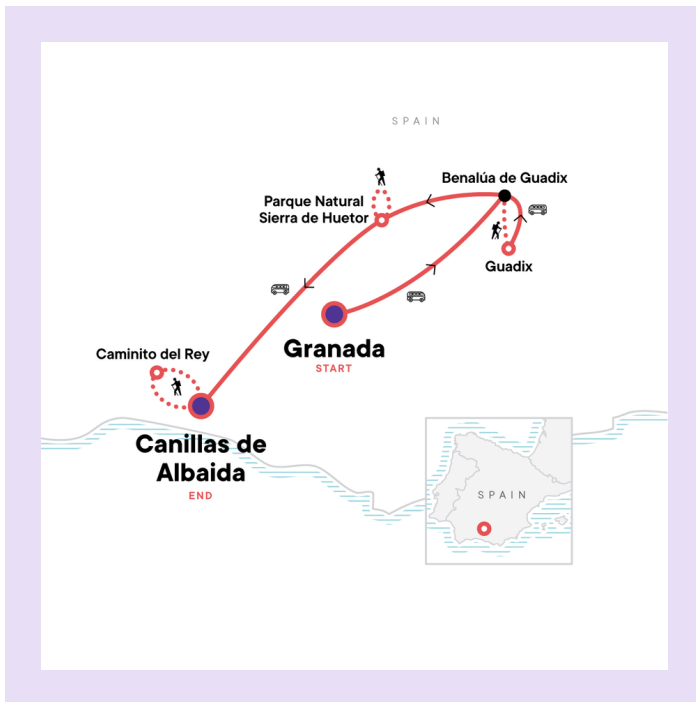 SPAIN
Benalúa de Guadix
Parque Natural
Sierra de Huetor
Guadix
Granada
START
Caminito del Rey
Canillas de
Albaida
END
SPAIN